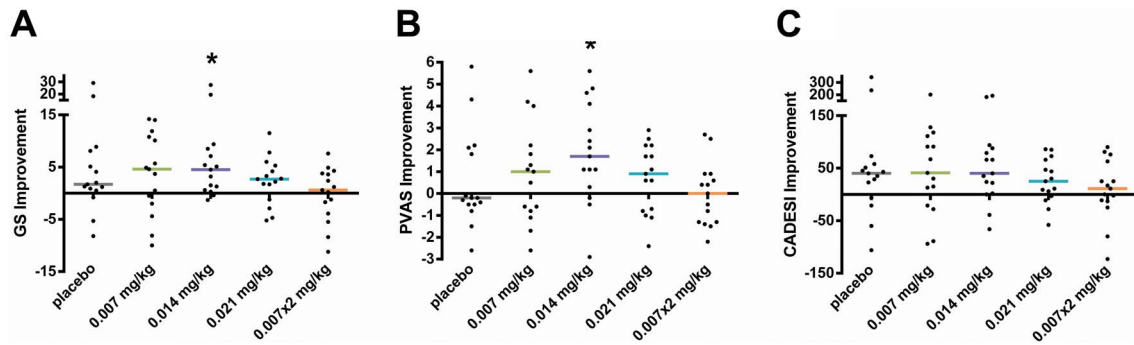 A
GS Improvement
30
20
15
5
-5
-15
*
placebo
0.007 mg/kg
0.014 mg/kg
0.021 mg/kg
0.007x2 mg/kg
B
PVAS Improvement
6
5
4
3
2
1
0
-1
-2
-3
*
placebo
0.007 mg/kg
0.014 mg/kg
0.021 mg/kg
0.007x2 mg/kg
C
CADESI Improvement
300
200
150
50
-50
-150
placebo
0.007 mg/kg
0.014 mg/kg
0.021 mg/kg
0.007x2 mg/kg